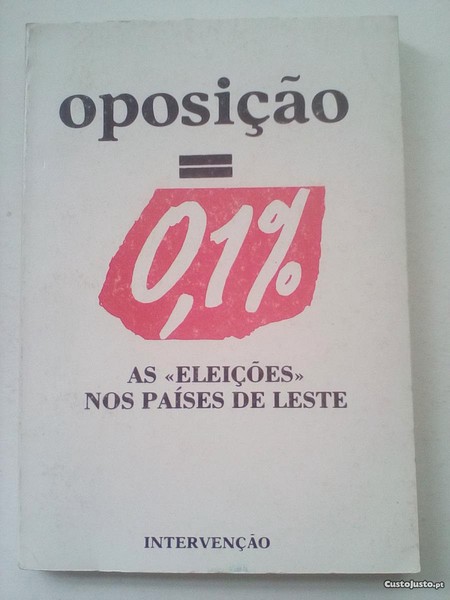 oposição
=
0,1%
AS «ELEIÇÕES»
NOS PAÍSES DE LESTE
INTERVENÇÃO
CustoJusto.pt